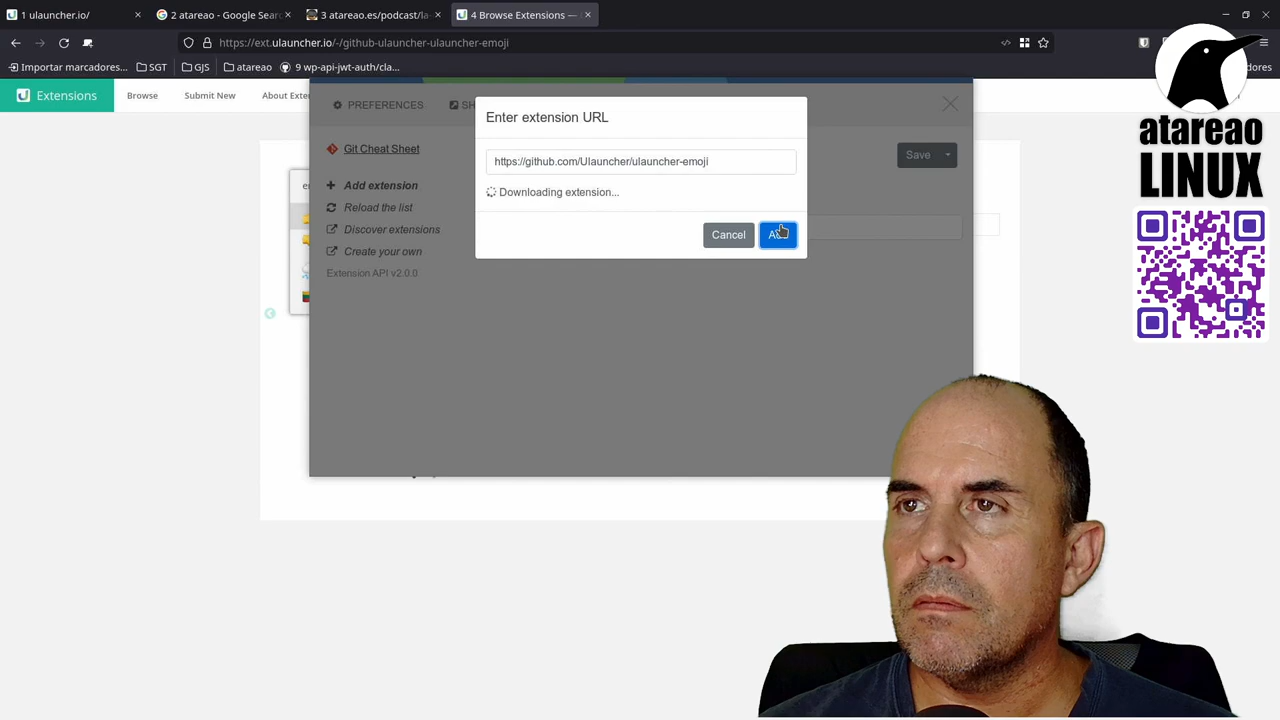 1 ulauncher.io/
2 atareao - Google Sear
3 atareao.es/podcast/la-
4 Browse Extensions —
https://ext.ulauncher.io/-/github-ulauncher-ulauncher-emoji
Importar marcadores...
SGT
GJS
atareao
9 wp-api-jwt-auth/cla...
dores
Extensions
Browse
Submit New
About Exte
PREFERENCES
SH
Enter extension URL
https://github.com/Ulauncher/ulauncher-emoji
Downloading extension...
Cancel
Git Cheat Sheet
Save
Add extension
Reload the list
Discover extensions
Create your own
Extension API v2.0.0
atareao
LINUX